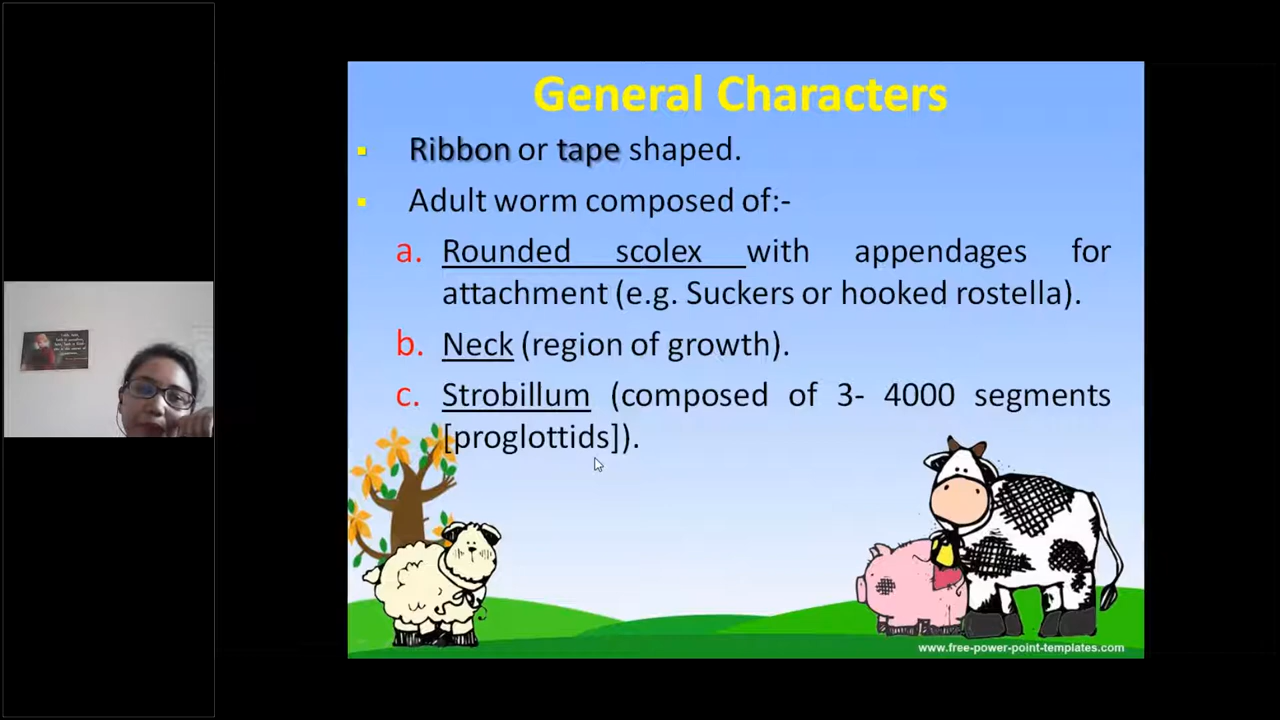 General Characters
▪ Ribbon or tape shaped.
▪ Adult worm composed of:-
a. Rounded scolex with appendages for
attachment (e.g. Suckers or hooked rostella).
b. Neck (region of growth).
c. Strobillum (composed of 3- 4000 segments
[proglottids]).
www.free-power-point-templates.com